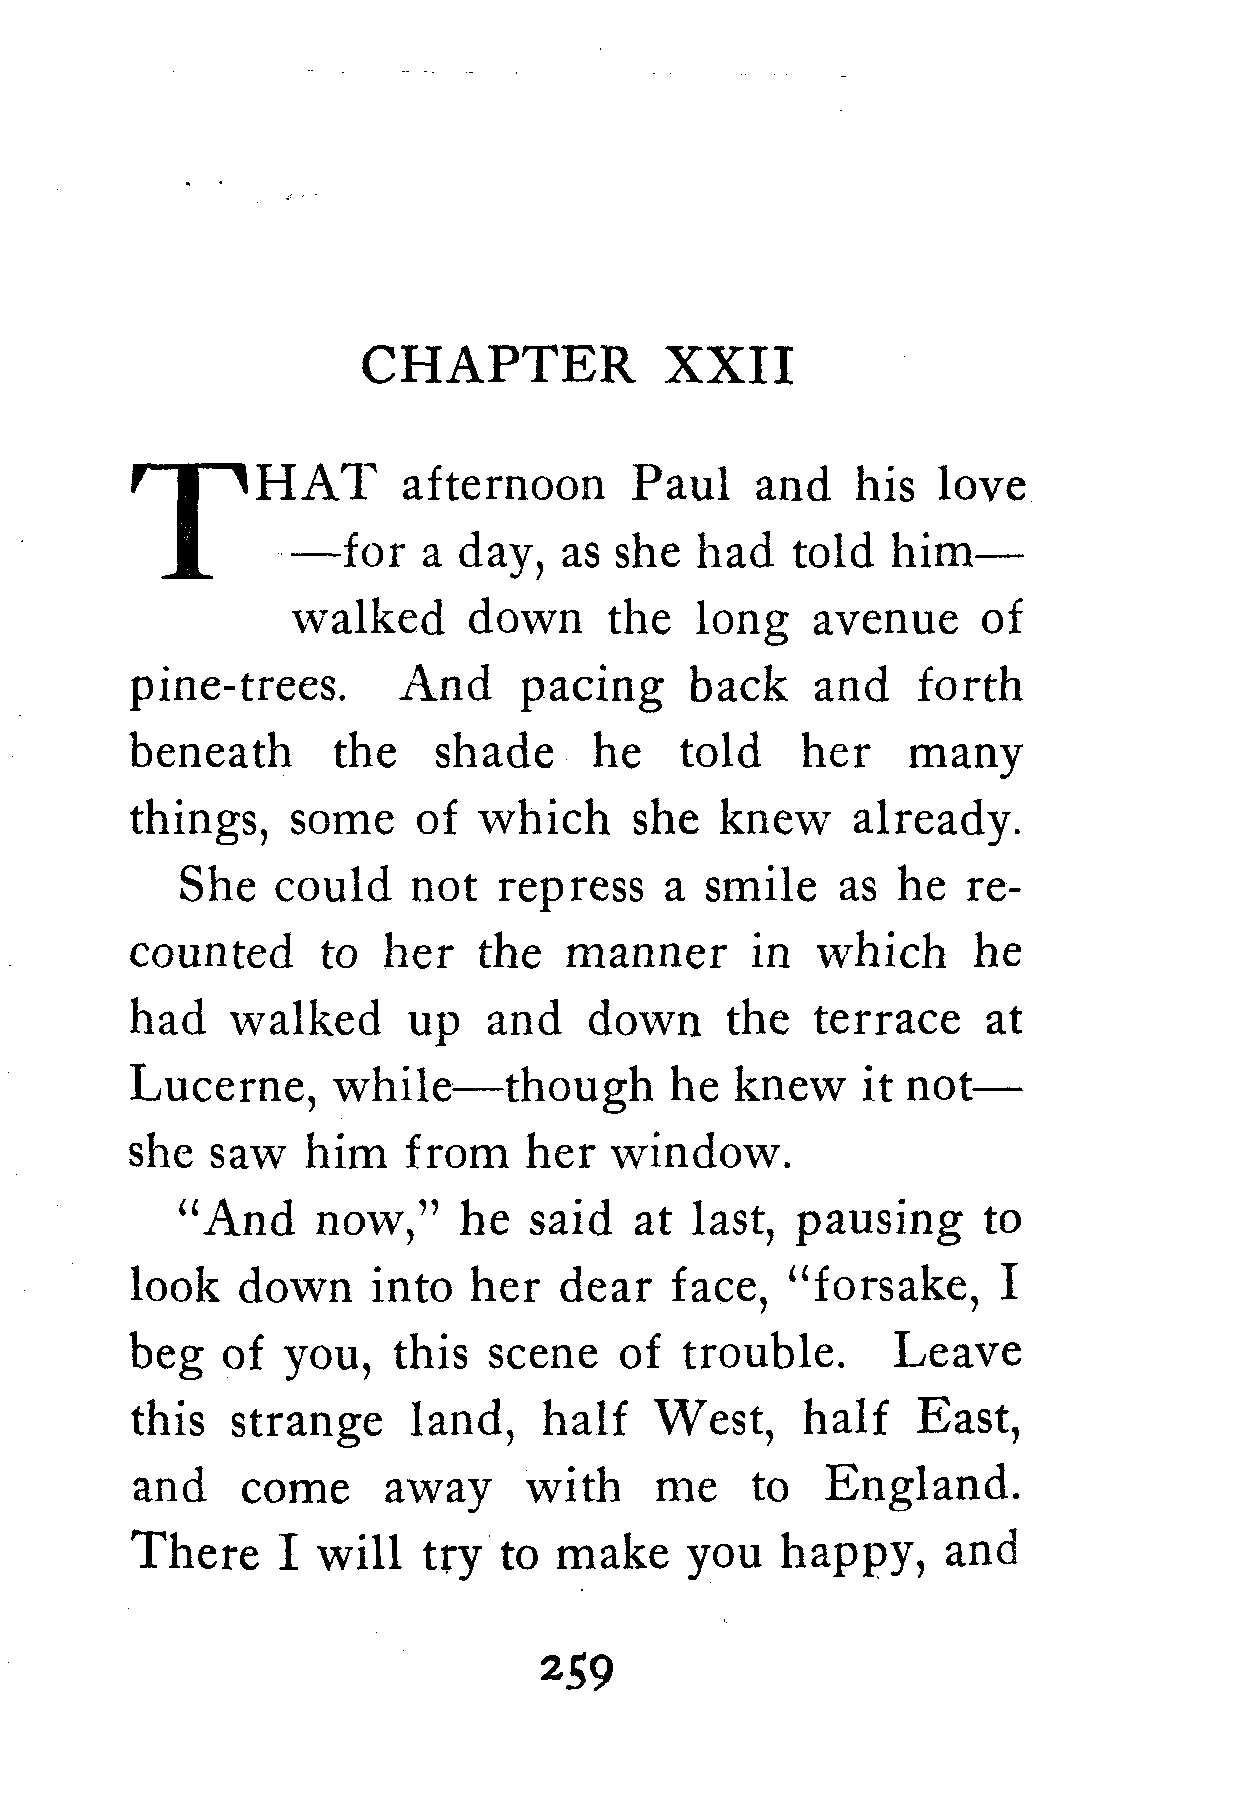 CHAPTER XXII
THAT afternoon Paul and his love
—for a day, as she had told him—
walked down the long avenue of
pine-trees. And pacing back and forth
beneath the shade he told her many
things, some of which she knew already.
She could not repress a smile as he re-
counted to her the manner in which he
had walked up and down the terrace at
Lucerne, while—though he knew it not—
she saw him from her window.
"And now," he said at last, pausing to
look down into her dear face, "forsake, I
beg of you, this scene of trouble. Leave
this strange land, half West, half East,
and come away with me to England.
There I will try to make you happy, and
259